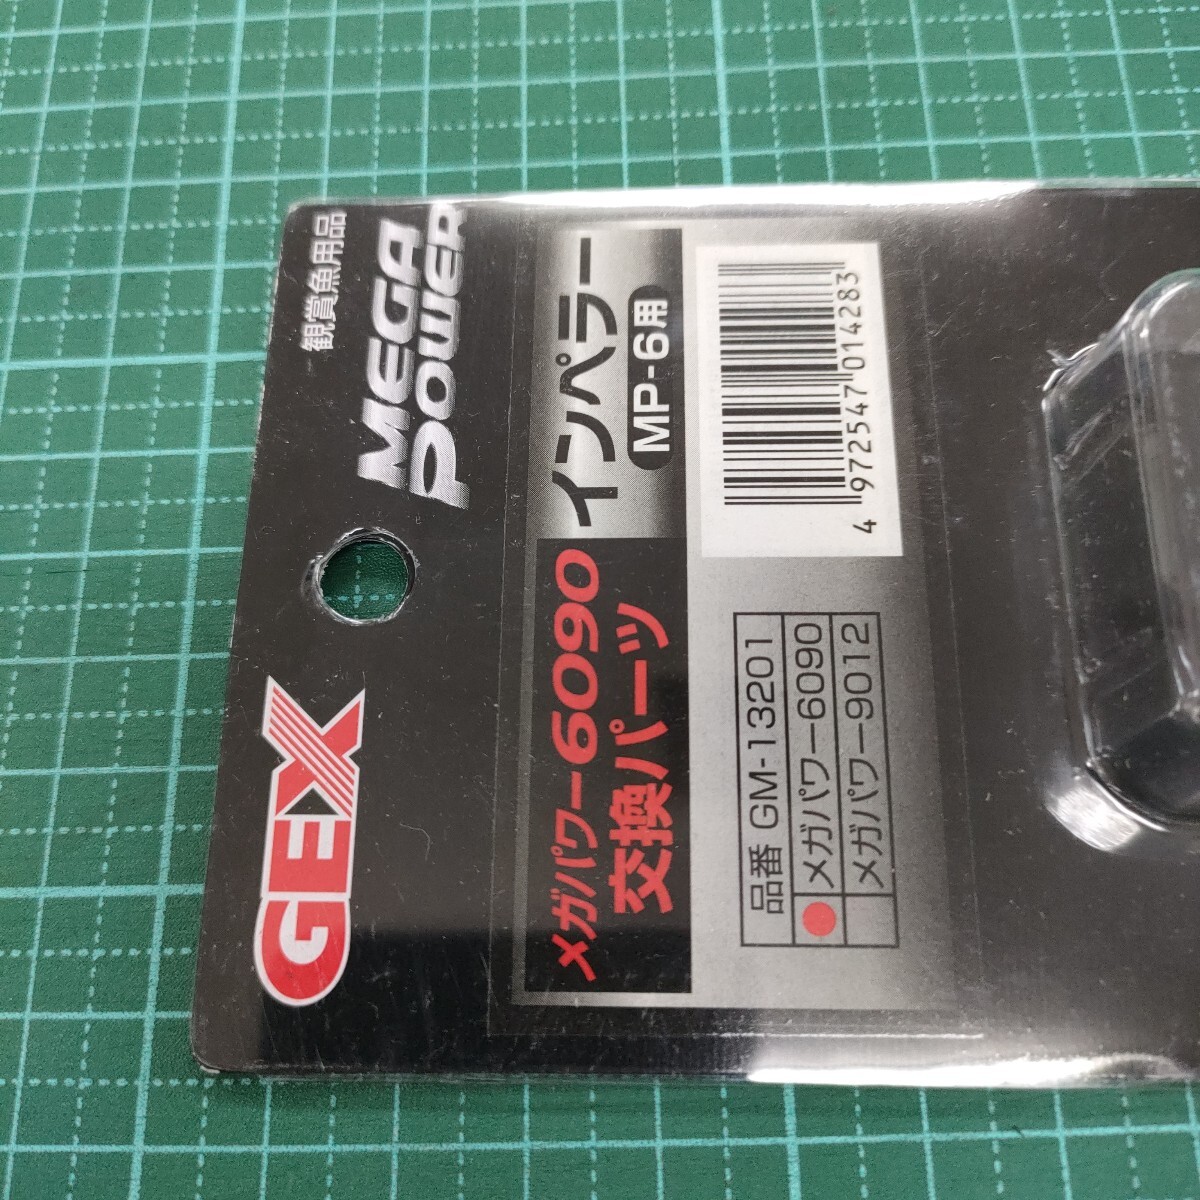 GEX
観賞魚用品
MEGA
POWER
メガパワー6090
交換パーツ
インペラー
MP-6用
品番 GM-13201
メガパワー6090
メガパワー9012
4 972547 014283